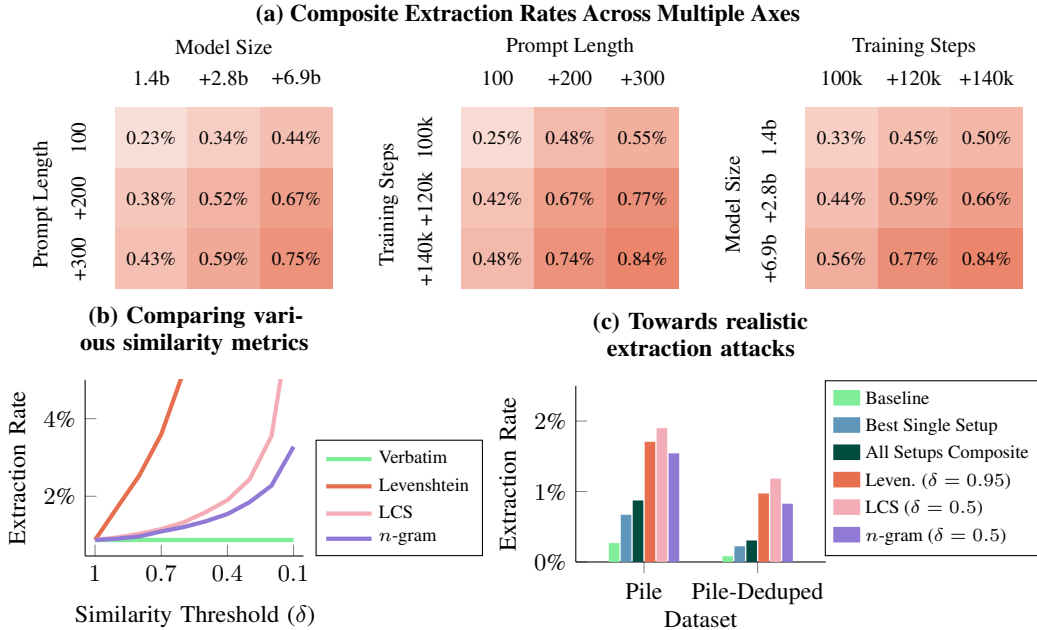 (a) Composite Extraction Rates Across Multiple Axes
Model Size
1.4b +2.8b +6.9b
Prompt Length
100 0.23% 0.34% 0.44%
+200 0.38% 0.52% 0.67%
+300 0.43% 0.59% 0.75%
Prompt Length
100 +200 +300
Training Steps
100k 0.25% 0.48% 0.55%
+120k 0.42% 0.67% 0.77%
+140k 0.48% 0.74% 0.84%
Training Steps
100k +120k +140k
Model Size
1.4b 0.33% 0.45% 0.50%
+2.8b 0.44% 0.59% 0.66%
+6.9b 0.56% 0.77% 0.84%
(b) Comparing vari-
ous similarity metrics
Extraction Rate
4%
2%
1 0.7 0.4 0.1
Similarity Threshold (δ)
Verbatim
Levenshtein
LCS
n-gram
(c) Towards realistic
extraction attacks
Extraction Rate
2%
1%
0%
Pile Pile-Deduped
Dataset
Baseline
Best Single Setup
All Setups Composite
Leven. (δ = 0.95)
LCS (δ = 0.5)
n-gram (δ = 0.5)